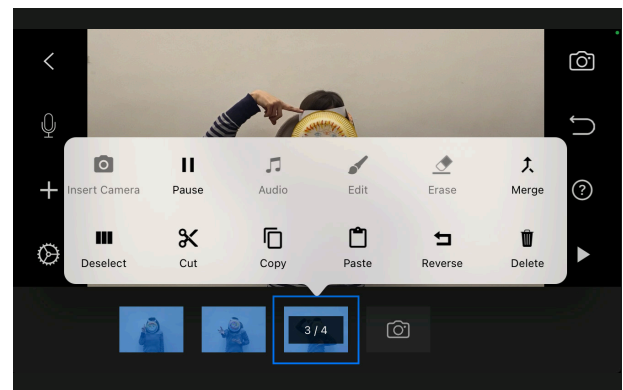 Insert Camera
Pause
Audio
Edit
Erase
Merge
Deselect
Cut
Copy
Paste
Reverse
Delete
?
3 / 4